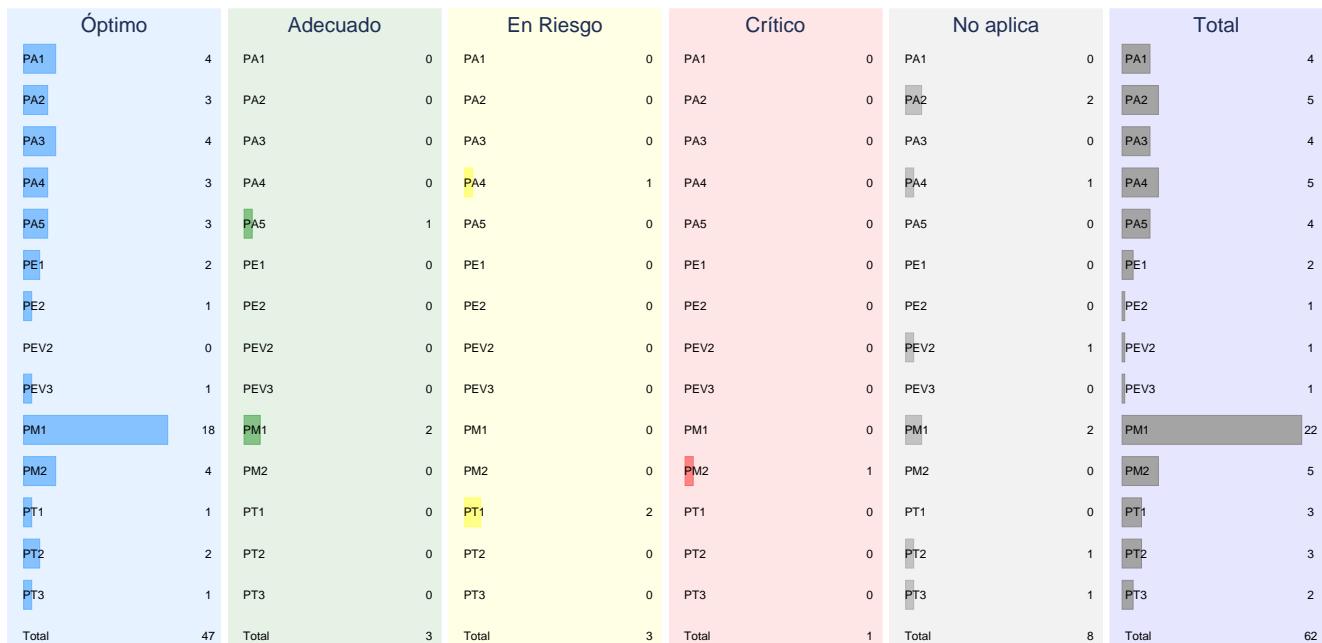 Óptimo Adecuado En Riesgo Crítico No aplica Total
PA1 4 PA1 0 PA1 0 PA1 0 PA1 0 PA1 4
PA2 3 PA2 0 PA2 0 PA2 0 PA2 2 PA2 5
PA3 4 PA3 0 PA3 0 PA3 0 PA3 0 PA3 4
PA4 3 PA4 0 PA4 1 PA4 0 PA4 1 PA4 5
PA5 3 PA5 1 PA5 0 PA5 0 PA5 0 PA5 4
PE1 2 PE1 0 PE1 0 PE1 0 PE1 0 PE1 2
PE2 1 PE2 0 PE2 0 PE2 0 PE2 0 PE2 1
PEV2 0 PEV2 0 PEV2 0 PEV2 0 PEV2 1 PEV2 1
PEV3 1 PEV3 0 PEV3 0 PEV3 0 PEV3 0 PEV3 1
PM1 18 PM1 2 PM1 0 PM1 0 PM1 2 PM1 22
PM2 4 PM2 0 PM2 0 PM2 1 PM2 0 PM2 5
PT1 1 PT1 0 PT1 2 PT1 0 PT1 0 PT1 3
PT2 2 PT2 0 PT2 0 PT2 0 PT2 1 PT2 3
PT3 1 PT3 0 PT3 0 PT3 0 PT3 1 PT3 2
Total 47 Total 3 Total 3 Total 1 Total 8 Total 62